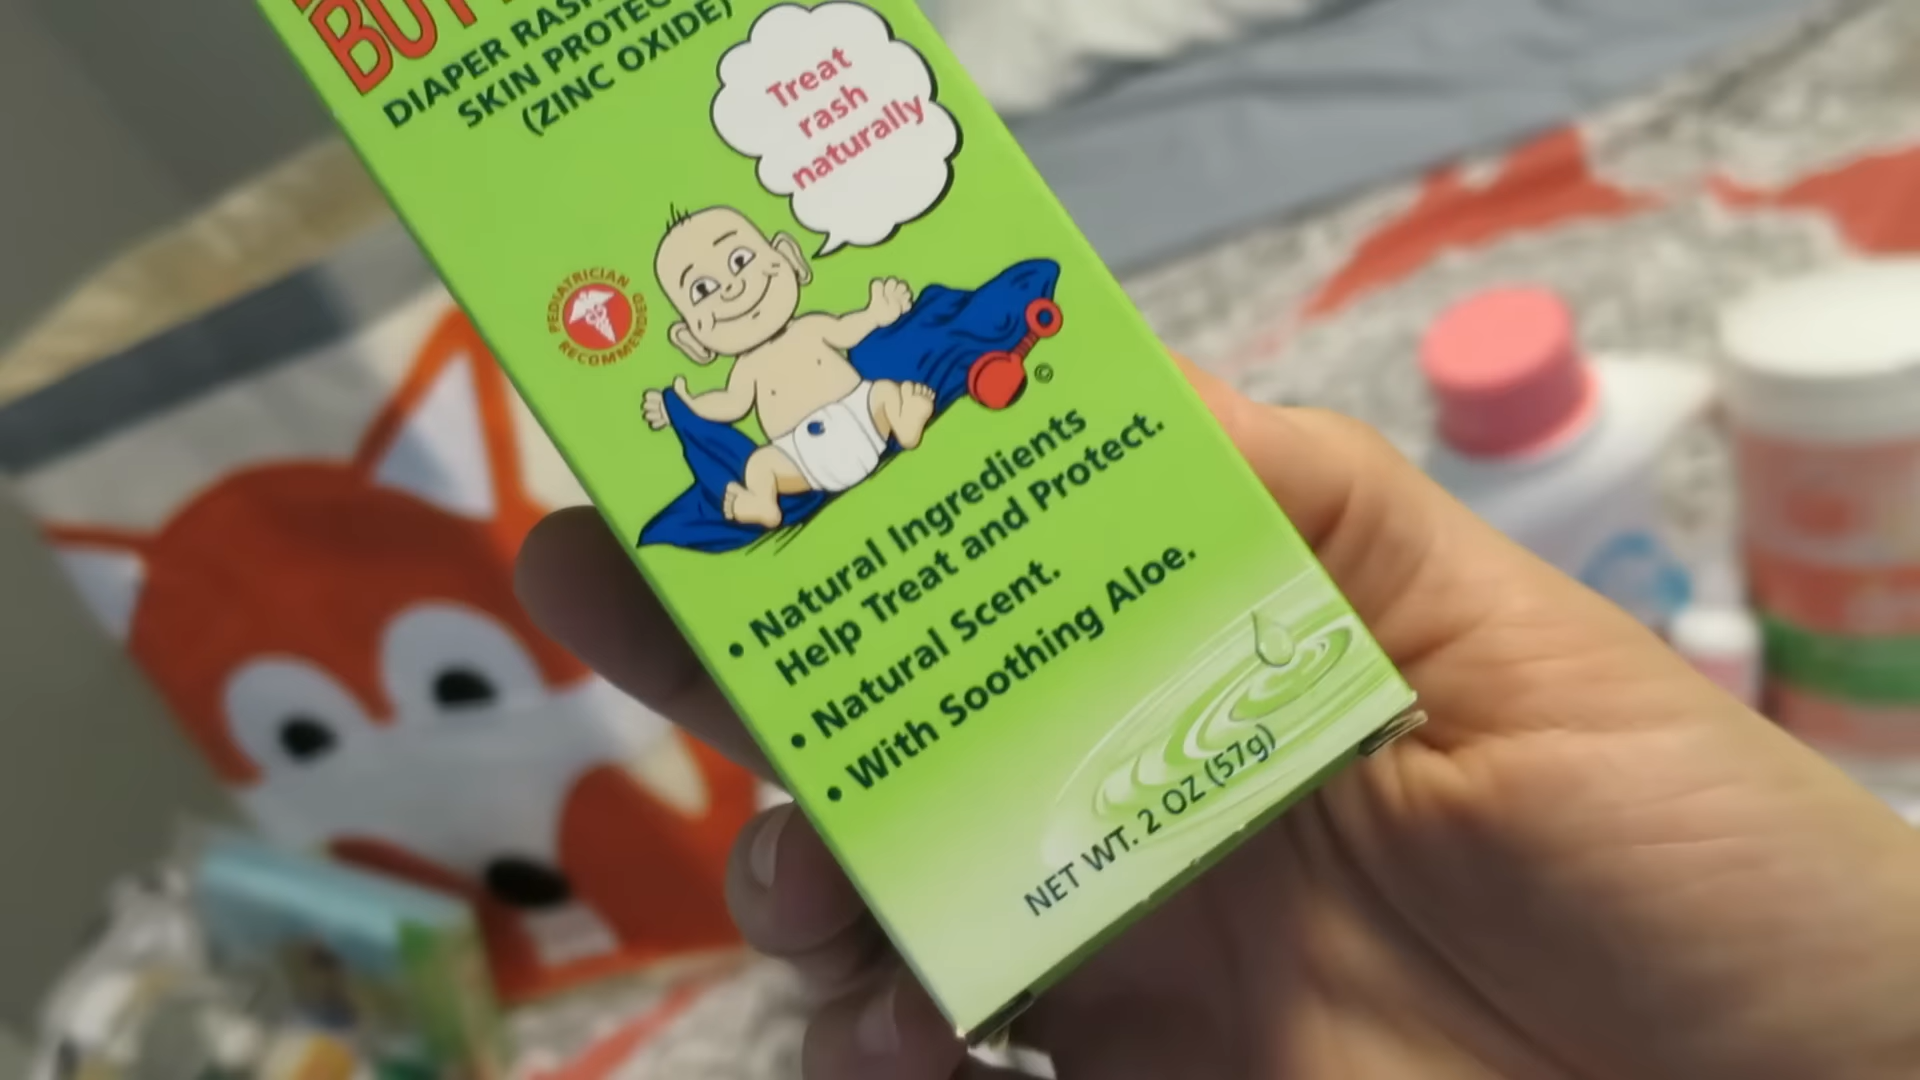 DIAPER RASH
SKIN PROTEC
(ZINC OXIDE)
Treat
rash
naturally
PEDIATRICIAN
RECOMMENDED
©
• Natural Ingredients
Help Treat and Protect.
• Natural Scent.
• With Soothing Aloe.
NET WT. 2 OZ (57g)